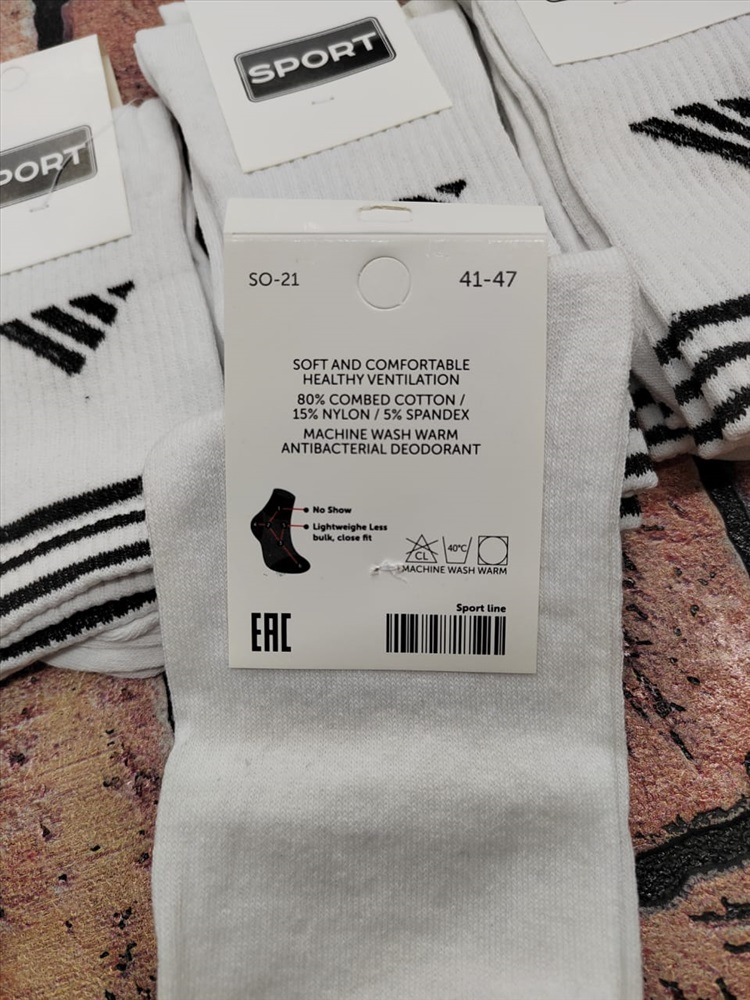 SPORT
PORT
SO-21 41-47
SOFT AND COMFORTABLE
HEALTHY VENTILATION
80% COMBED COTTON /
15% NYLON / 5% SPANDEX
MACHINE WASH WARM
ANTIBACTERIAL DEODORANT
No Show
Lightweighe Less
bulk, close fit
CL 40°C
MACHINE WASH WARM
Sport line
EAC